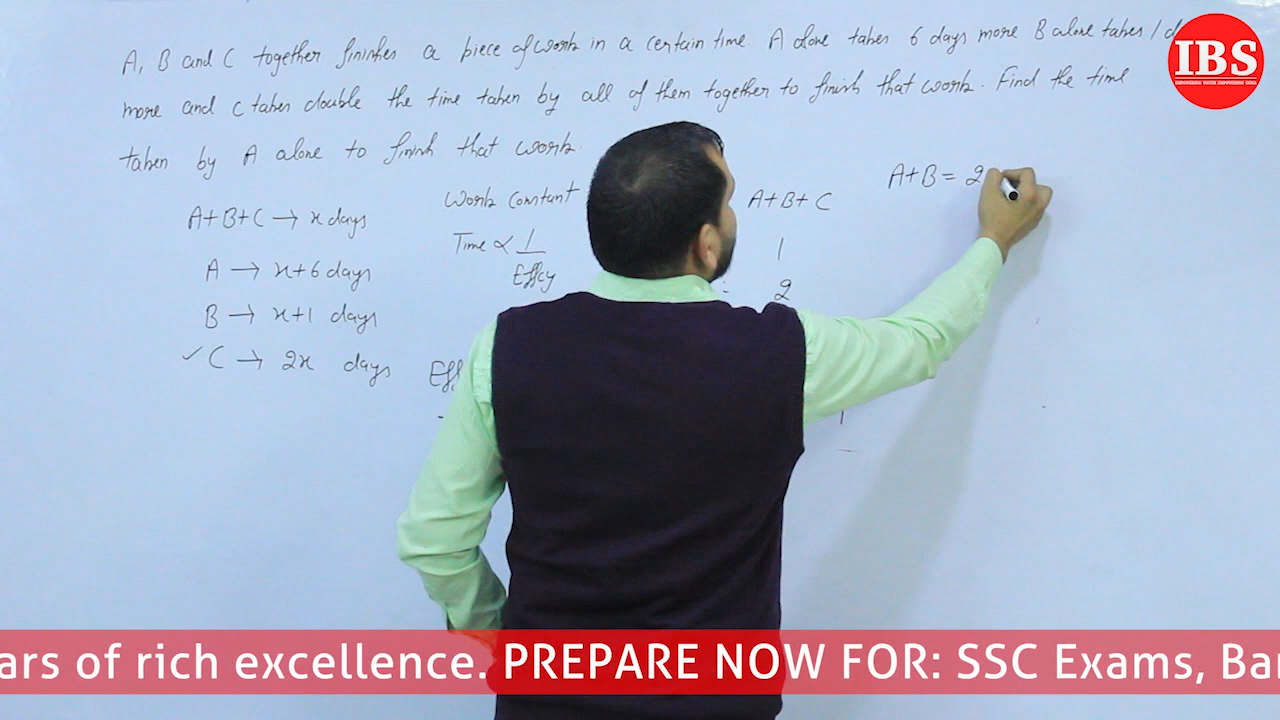 A, B and C together finishes a piece of work in a certain time. A alone takes 6 days more B alone takes 1 d
more and C takes double the time taken by all of them together to finish that work. Find the time
taken by A alone to finish that work.
A+B+C → x days
A → x+6 days
B → x+1 days
✓ C → 2x days
Work Constant
Time ∝ 1/Effcy
Eff
A+B+C
1
: 2
1
A+B = 2
IBS
ars of rich excellence. PREPARE NOW FOR: SSC Exams, Ban